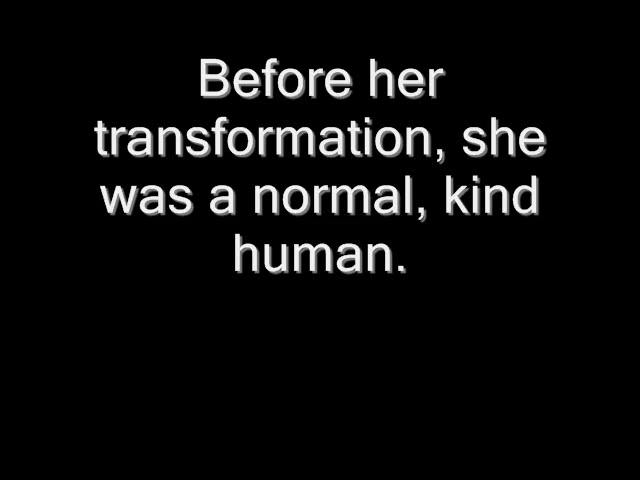 Before her
transformation, she
was a normal, kind
human.